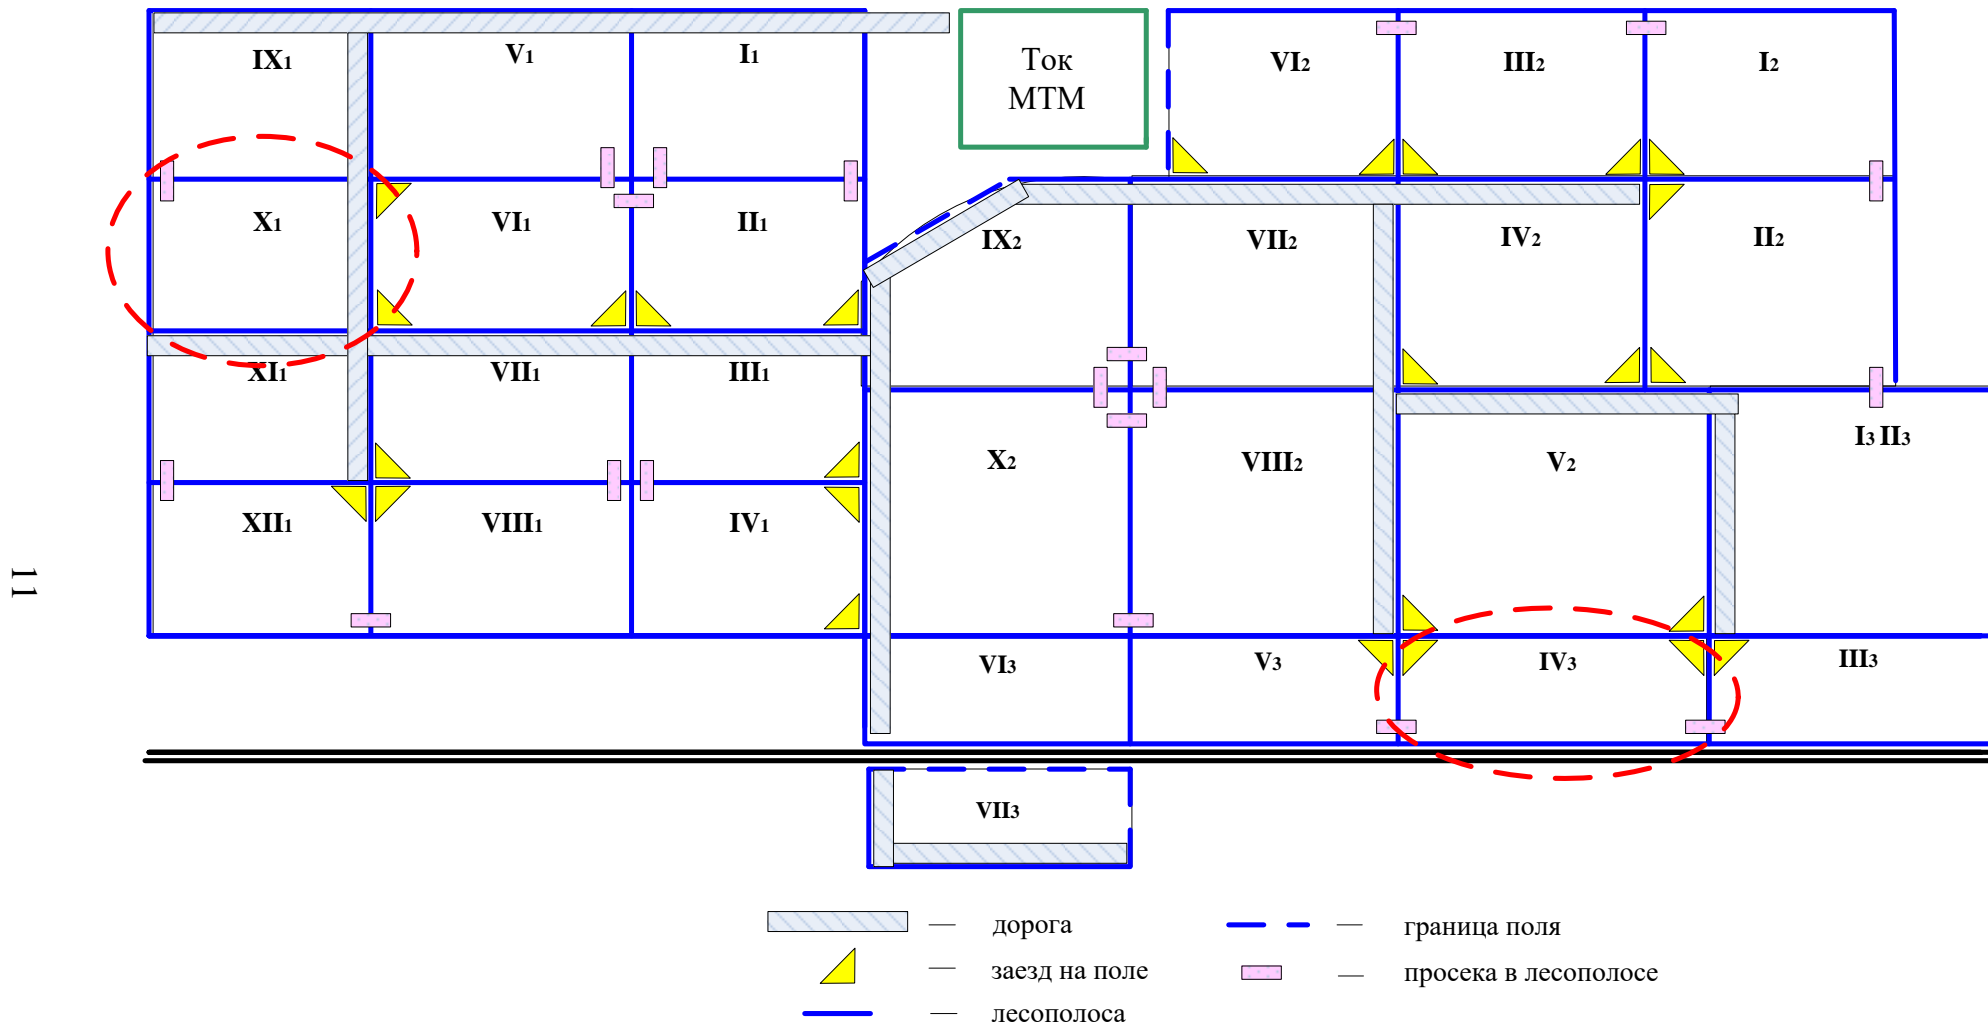 IX1
V1
I1
Ток
МТМ
VI2
III2
I2
X1
VI1
II1
IX2
VII2
IV2
II2
XI1
VII1
III1
X2
VIII2
V2
I3 II3
XII1
VIII1
IV1
11
VI3
V3
IV3
III3
VII3
— дорога
— граница поля
— заезд на поле
— просека в лесополосе
— лесополоса